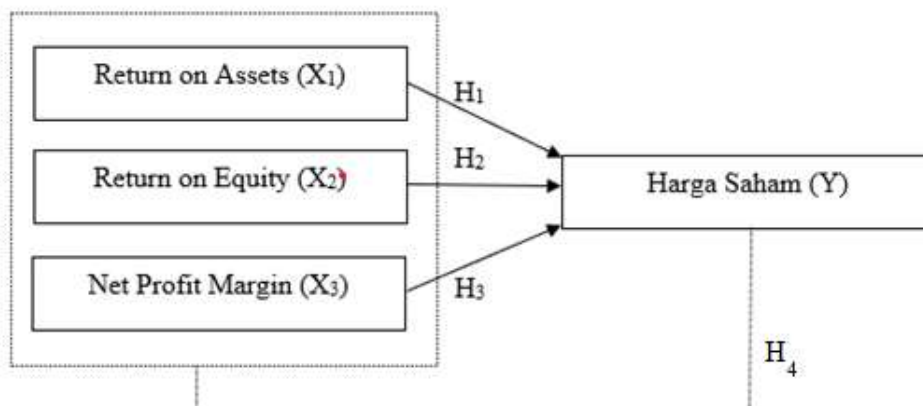 Return on Assets (X1)
H1
Return on Equity (X2)
H2
Harga Saham (Y)
Net Profit Margin (X3)
H3
H4